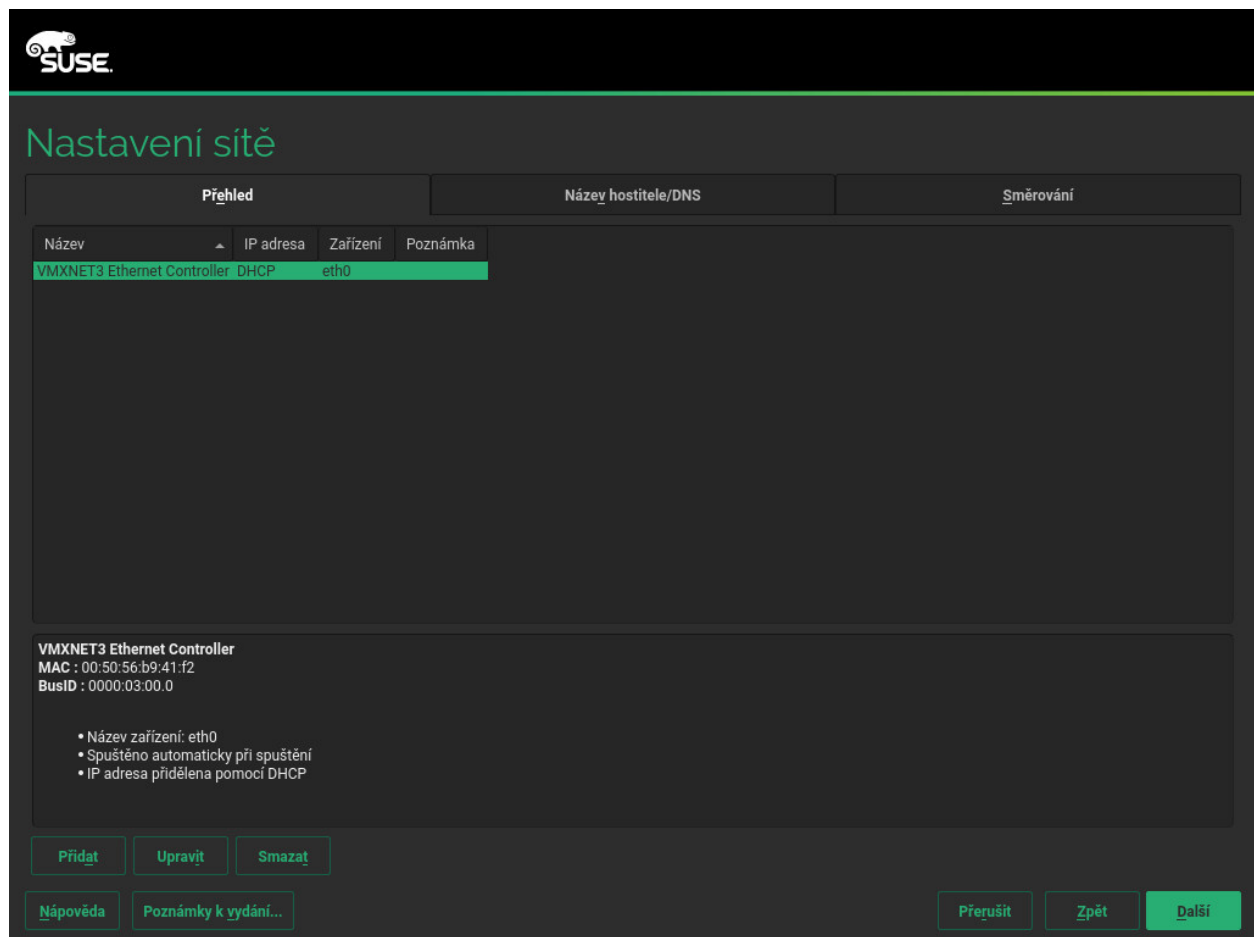 SUSE.
Nastavení sítě
Přehled Název hostitele/DNS Směrování
Název IP adresa Zařízení Poznámka
VMXNET3 Ethernet Controller DHCP eth0
VMXNET3 Ethernet Controller
MAC : 00:50:56:b9:41:f2
BusID : 0000:03:00.0
• Název zařízení: eth0
• Spuštěno automaticky při spuštění
• IP adresa přidělena pomocí DHCP
Přidat Upravit Smazat
Nápověda Poznámky k vydání... Přerušit Zpět Další